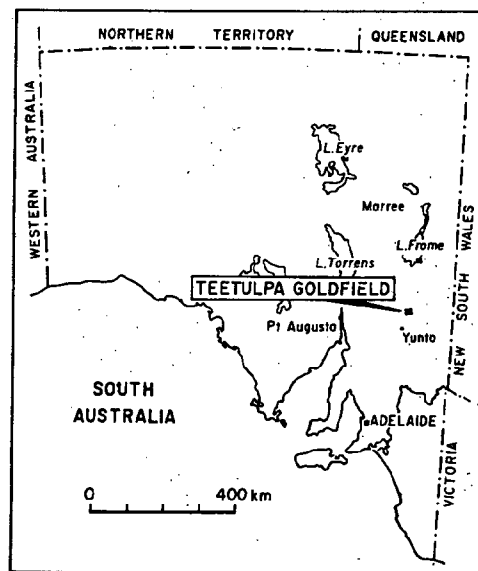 NORTHERN TERRITORY
QUEENSLAND
WESTERN AUSTRALIA
L.Eyre
Marree
L.Frome
L.Torrens
TEETULPA GOLDFIELD
Pt Augusta
Yunta
NEW SOUTH WALES
SOUTH
AUSTRALIA
ADELAIDE
VICTORIA
0 400 km